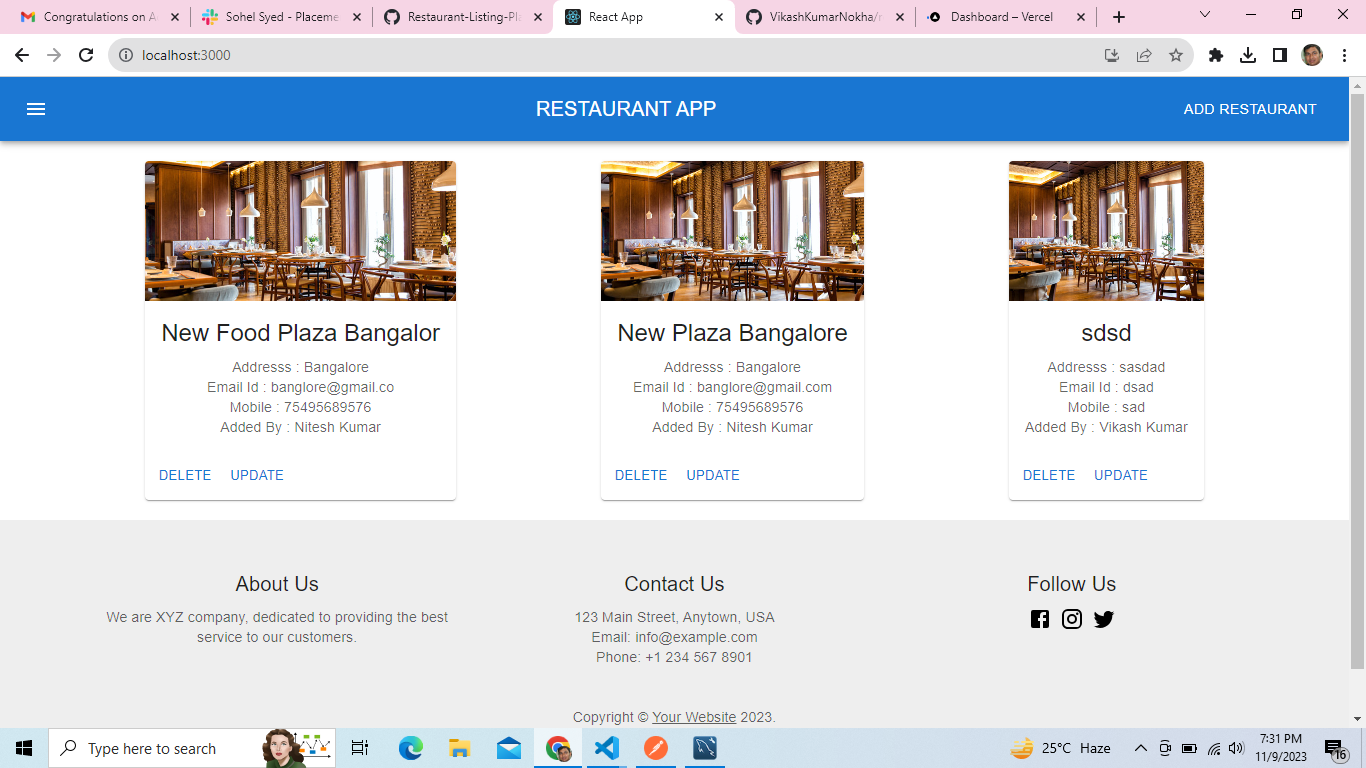 Congratulations on A
Sohel Syed - Placeme
Restaurant-Listing-Pla
React App
VikashKumarNokha/r
Dashboard – Vercel
localhost:3000
RESTAURANT APP
ADD RESTAURANT
New Food Plaza Bangalor
Addresss : Bangalore
Email Id : banglore@gmail.co
Mobile : 75495689576
Added By : Nitesh Kumar
DELETE UPDATE
New Plaza Bangalore
Addresss : Bangalore
Email Id : banglore@gmail.com
Mobile : 75495689576
Added By : Nitesh Kumar
DELETE UPDATE
sdsd
Addresss : sasdad
Email Id : dsad
Mobile : sad
Added By : Vikash Kumar
DELETE UPDATE
About Us
We are XYZ company, dedicated to providing the best
service to our customers.
Contact Us
123 Main Street, Anytown, USA
Email: info@example.com
Phone: +1 234 567 8901
Follow Us
Copyright © Your Website 2023.
Type here to search
25°C Haze
7:31 PM
11/9/2023
16